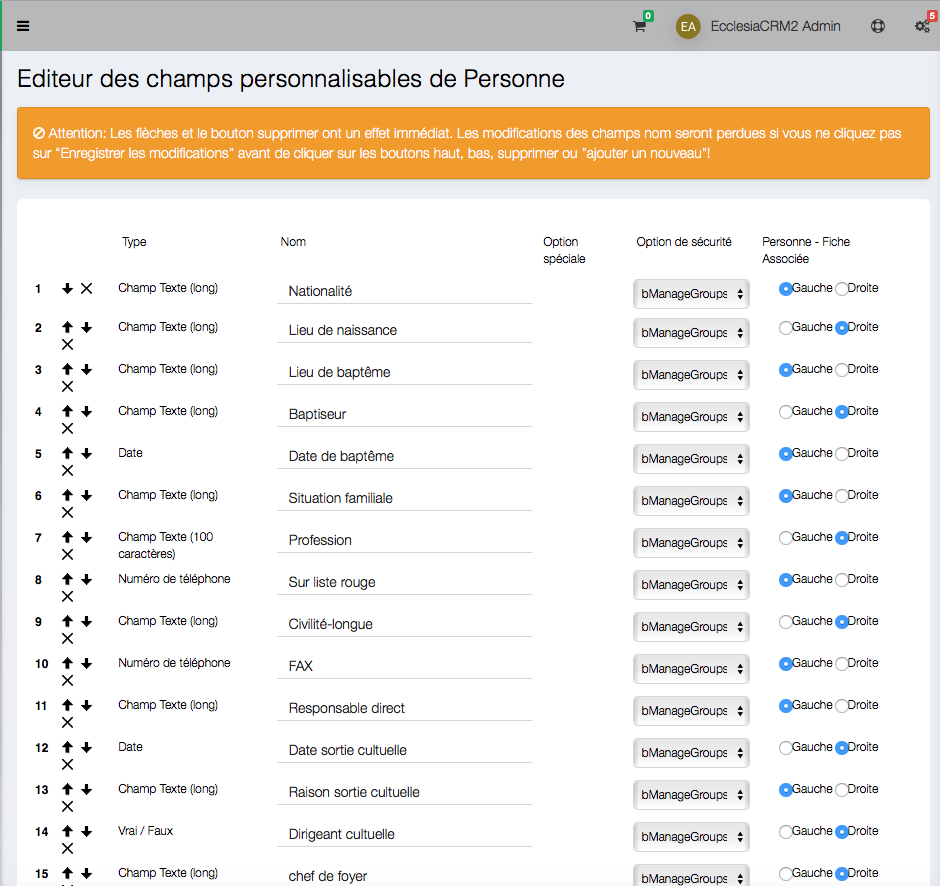 0
EA EcclesiaCRM2 Admin
5
Editeur des champs personnalisables de Personne
Attention: Les flèches et le bouton supprimer ont un effet immédiat. Les modifications des champs nom seront perdues si vous ne cliquez pas
sur "Enregistrer les modifications" avant de cliquer sur les boutons haut, bas, supprimer ou "ajouter un nouveau"!
Type Nom Option spéciale Option de sécurité Personne - Fiche Associée
1 Champ Texte (long) Nationalité bManageGroups Gauche Droite
2 Champ Texte (long) Lieu de naissance bManageGroups Gauche Droite
3 Champ Texte (long) Lieu de baptême bManageGroups Gauche Droite
4 Champ Texte (long) Baptiseur bManageGroups Gauche Droite
5 Date Date de baptême bManageGroups Gauche Droite
6 Champ Texte (long) Situation familiale bManageGroups Gauche Droite
7 Champ Texte (100 caractères) Profession bManageGroups Gauche Droite
8 Numéro de téléphone Sur liste rouge bManageGroups Gauche Droite
9 Champ Texte (long) Civilité-longue bManageGroups Gauche Droite
10 Numéro de téléphone FAX bManageGroups Gauche Droite
11 Champ Texte (long) Responsable direct bManageGroups Gauche Droite
12 Date Date sortie cultuelle bManageGroups Gauche Droite
13 Champ Texte (long) Raison sortie cultuelle bManageGroups Gauche Droite
14 Vrai / Faux Dirigeant cultuelle bManageGroups Gauche Droite
15 Champ Texte (long) chef de foyer bManageGroups Gauche Droite